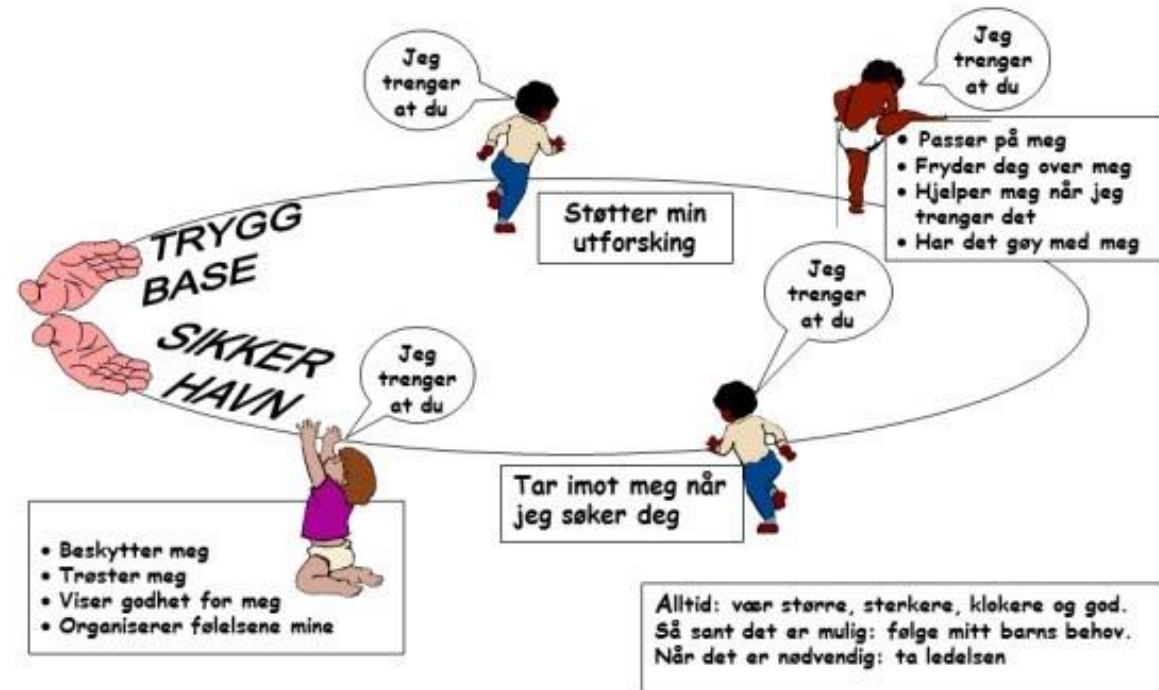 Jeg
trenger
at du
Jeg
trenger
at du
• Passer på meg
• Fryder deg over meg
• Hjelper meg når jeg
trenger det
• Har det gøy med meg
Støtter min
utforsking
TRYGG
BASE
SIKKER
HAVN
Jeg
trenger
at du
Jeg
trenger
at du
Tar imot meg når
jeg søker deg
• Beskytter meg
• Trøster meg
• Viser godhet for meg
• Organiserer følelsene mine
Alltid: vær større, sterkere, klokere og god.
Så sant det er mulig: følge mitt barns behov.
Når det er nødvendig: ta ledelsen